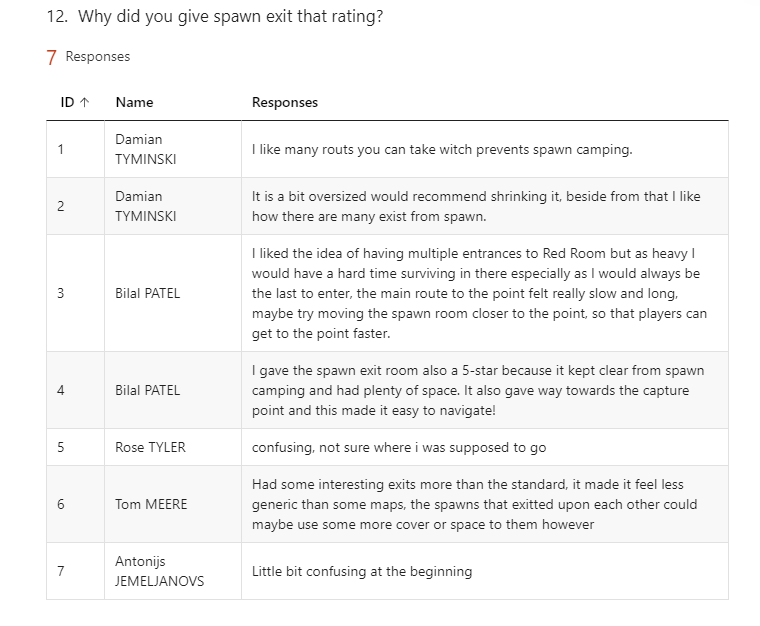 12. Why did you give spawn exit that rating?
7 Responses
ID ↑ Name Responses
1 Damian TYMINSKI I like many routs you can take witch prevents spawn camping.
2 Damian TYMINSKI It is a bit oversized would recommend shrinking it, beside from that I like
how there are many exist from spawn.
3 Bilal PATEL I liked the idea of having multiple entrances to Red Room but as heavy I
would have a hard time surviving in there especially as I would always be
the last to enter, the main route to the point felt really slow and long,
maybe try moving the spawn room closer to the point, so that players can
get to the point faster.
4 Bilal PATEL I gave the spawn exit room also a 5-star because it kept clear from spawn
camping and had plenty of space. It also gave way towards the capture
point and this made it easy to navigate!
5 Rose TYLER confusing, not sure where i was supposed to go
6 Tom MEERE Had some interesting exits more than the standard, it made it feel less
generic than some maps, the spawns that exitted upon each other could
maybe use some more cover or space to them however
7 Antonijs JEMELJANOVS Little bit confusing at the beginning